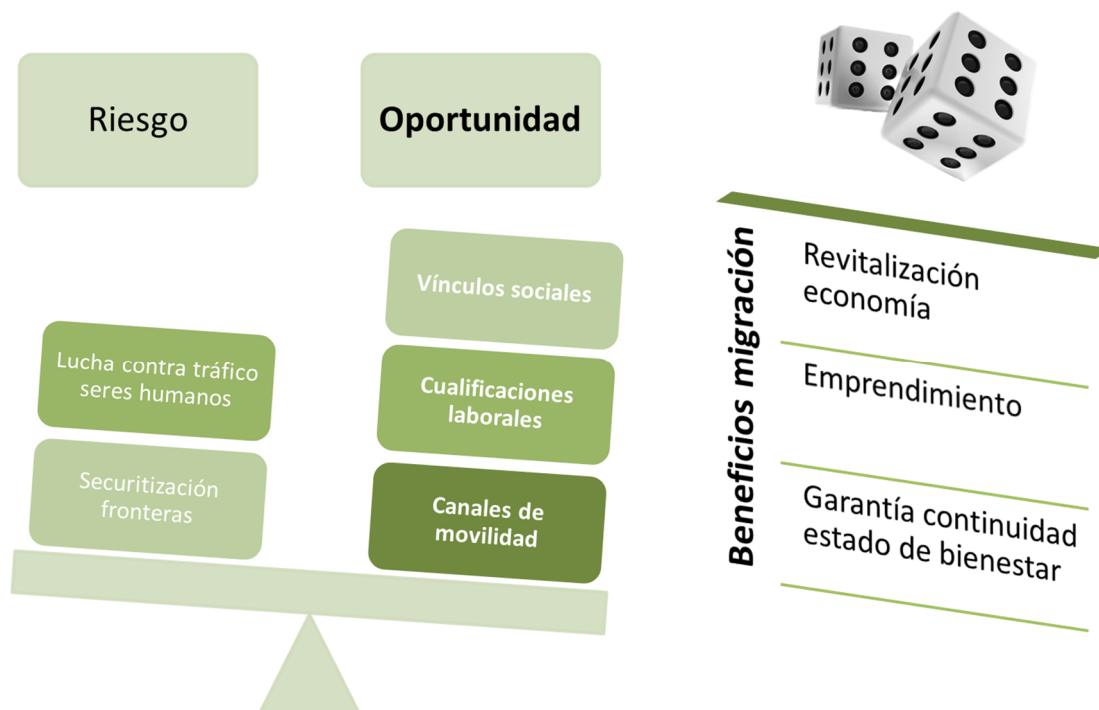 Riesgo
Oportunidad
Vínculos sociales
Lucha contra tráfico
seres humanos
Cualificaciones
laborales
Securitización
fronteras
Canales de
movilidad
Beneficios migración
Revitalización
economía
Emprendimiento
Garantía continuidad
estado de bienestar